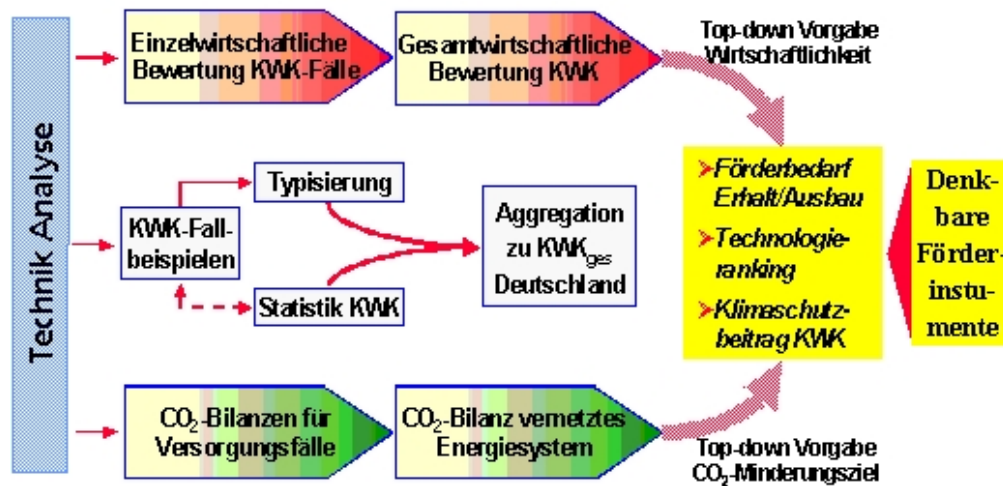 Technik Analyse
Einzelwirtschaftliche
Bewertung KWK-Fälle
Gesamtwirtschaftliche
Bewertung KWK
Top-down Vorgabe
Wirtschaftlichkeit
KWK-Fall-
beispielen
Typisierung
Statistik KWK
Aggregation
zu KWKges
Deutschland
➢Förderbedarf
Erhalt/Ausbau
➢Technologie-
ranking
➢Klimaschutz-
beitrag KWK
Denk-
bare
Förder-
instu-
mente
CO₂-Bilanzen für
Versorgungsfälle
CO₂-Bilanz vernetztes
Energiesystem
Top-down Vorgabe
CO₂-Minderungsziel